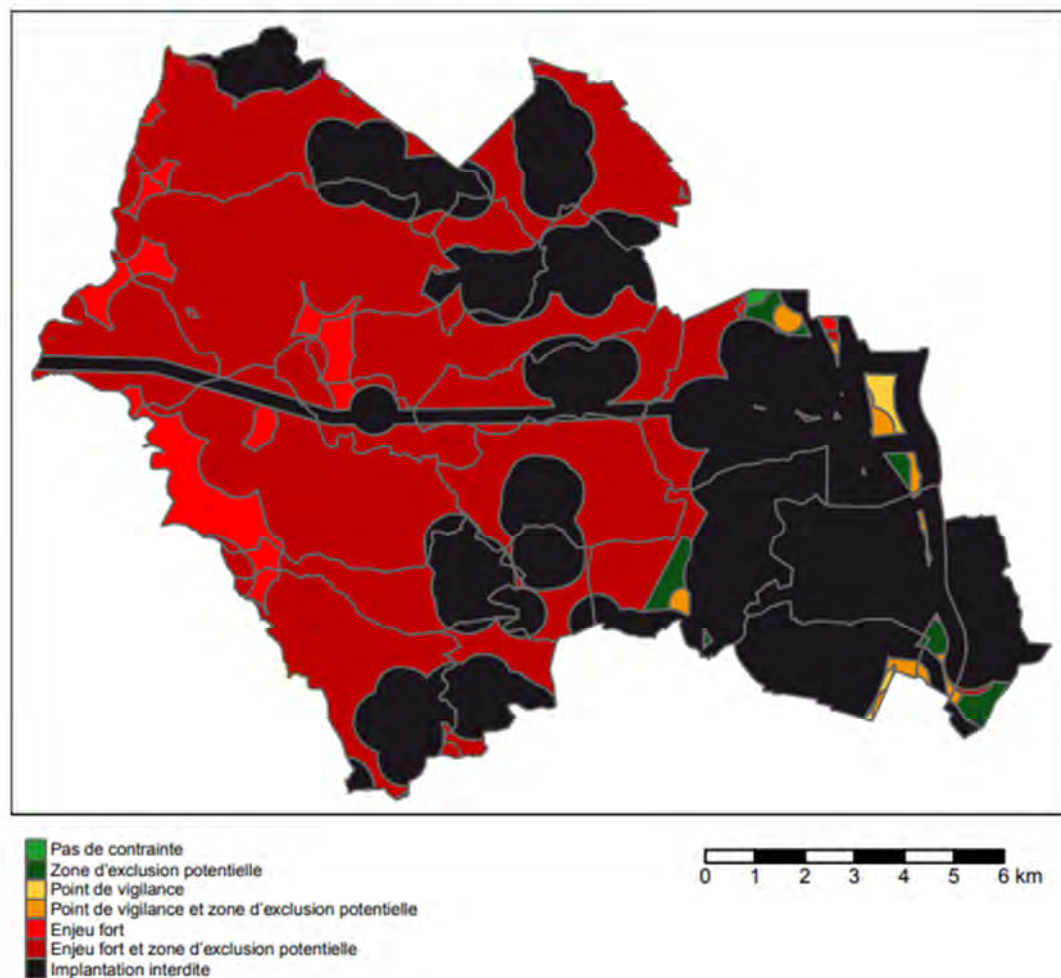 Pas de contrainte
Zone d'exclusion potentielle
Point de vigilance
Point de vigilance et zone d'exclusion potentielle
Enjeu fort
Enjeu fort et zone d'exclusion potentielle
Implantation interdite
0 1 2 3 4 5 6 km